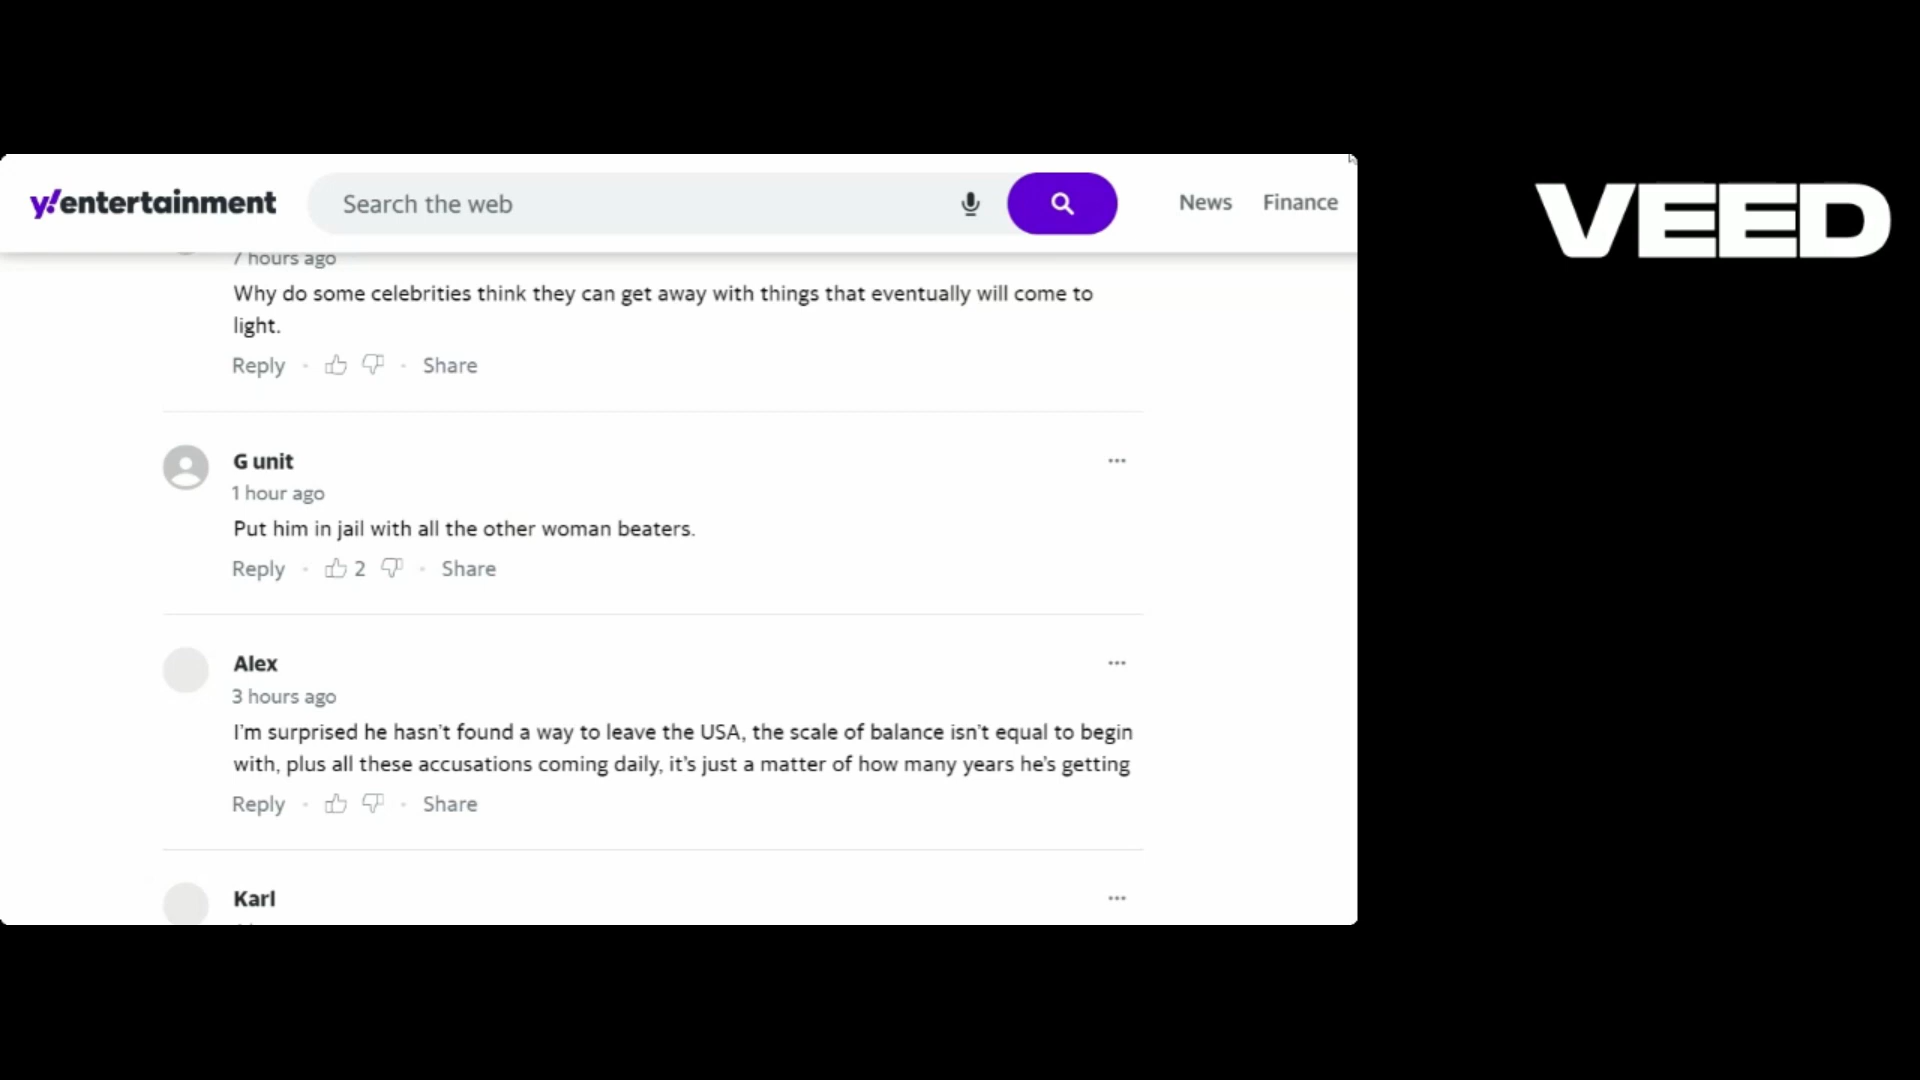 y!entertainment
Search the web
News
Finance
VEED
7 hours ago
Why do some celebrities think they can get away with things that eventually will come to
light.
Reply · · Share
G unit
1 hour ago
Put him in jail with all the other woman beaters.
Reply · 2 · Share
Alex
3 hours ago
I'm surprised he hasn't found a way to leave the USA, the scale of balance isn't equal to begin
with, plus all these accusations coming daily, it's just a matter of how many years he's getting
Reply · · Share
Karl